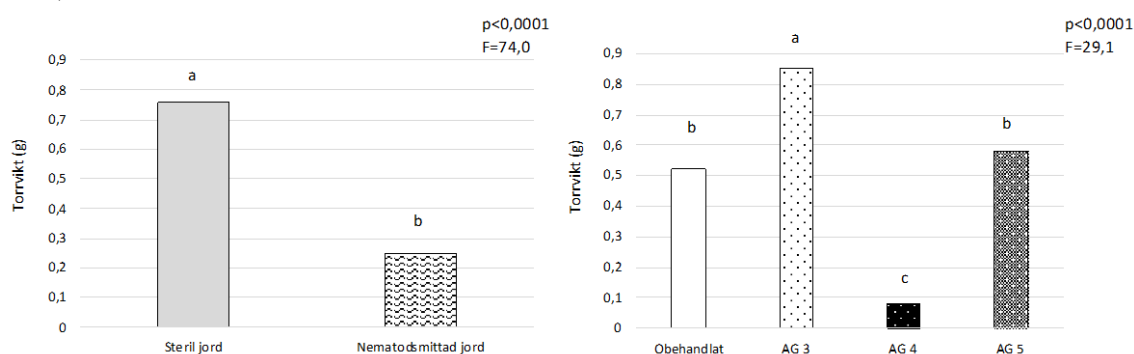 p<0,0001
F=74,0
a
b
Torrvikt (g)
0,9
0,8
0,7
0,6
0,5
0,4
0,3
0,2
0,1
0
Steril jord
Nematodsmittad jord
p<0,0001
F=29,1
a
b
b
c
Torrvikt (g)
0,9
0,8
0,7
0,6
0,5
0,4
0,3
0,2
0,1
0
Obehandlat
AG 3
AG 4
AG 5